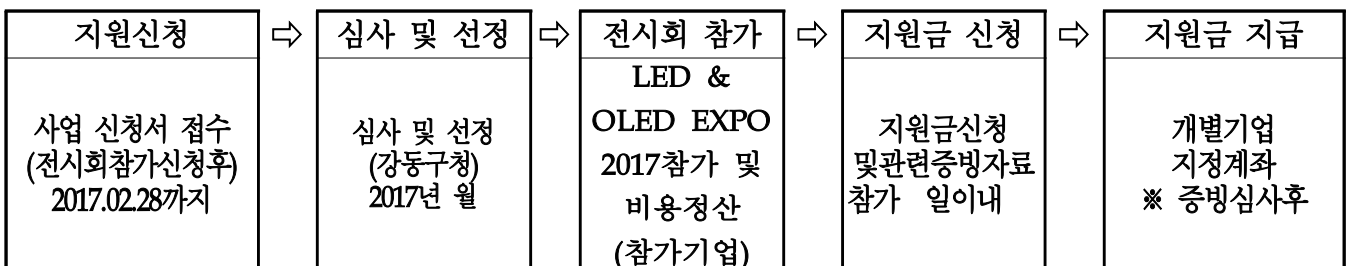 지원신청 ⇨ 심사 및 선정 ⇨ 전시회 참가 ⇨ 지원금 신청 ⇨ 지원금 지급
사업 신청서 접수
(전시회참가신청후)
2017.02.28까지
심사 및 선정
(강동구청)
2017년 월
LED &
OLED EXPO
2017참가 및
비용정산
(참가기업)
지원금신청
및관련증빙자료
참가 일이내
개별기업
지정계좌
※ 증빙심사후